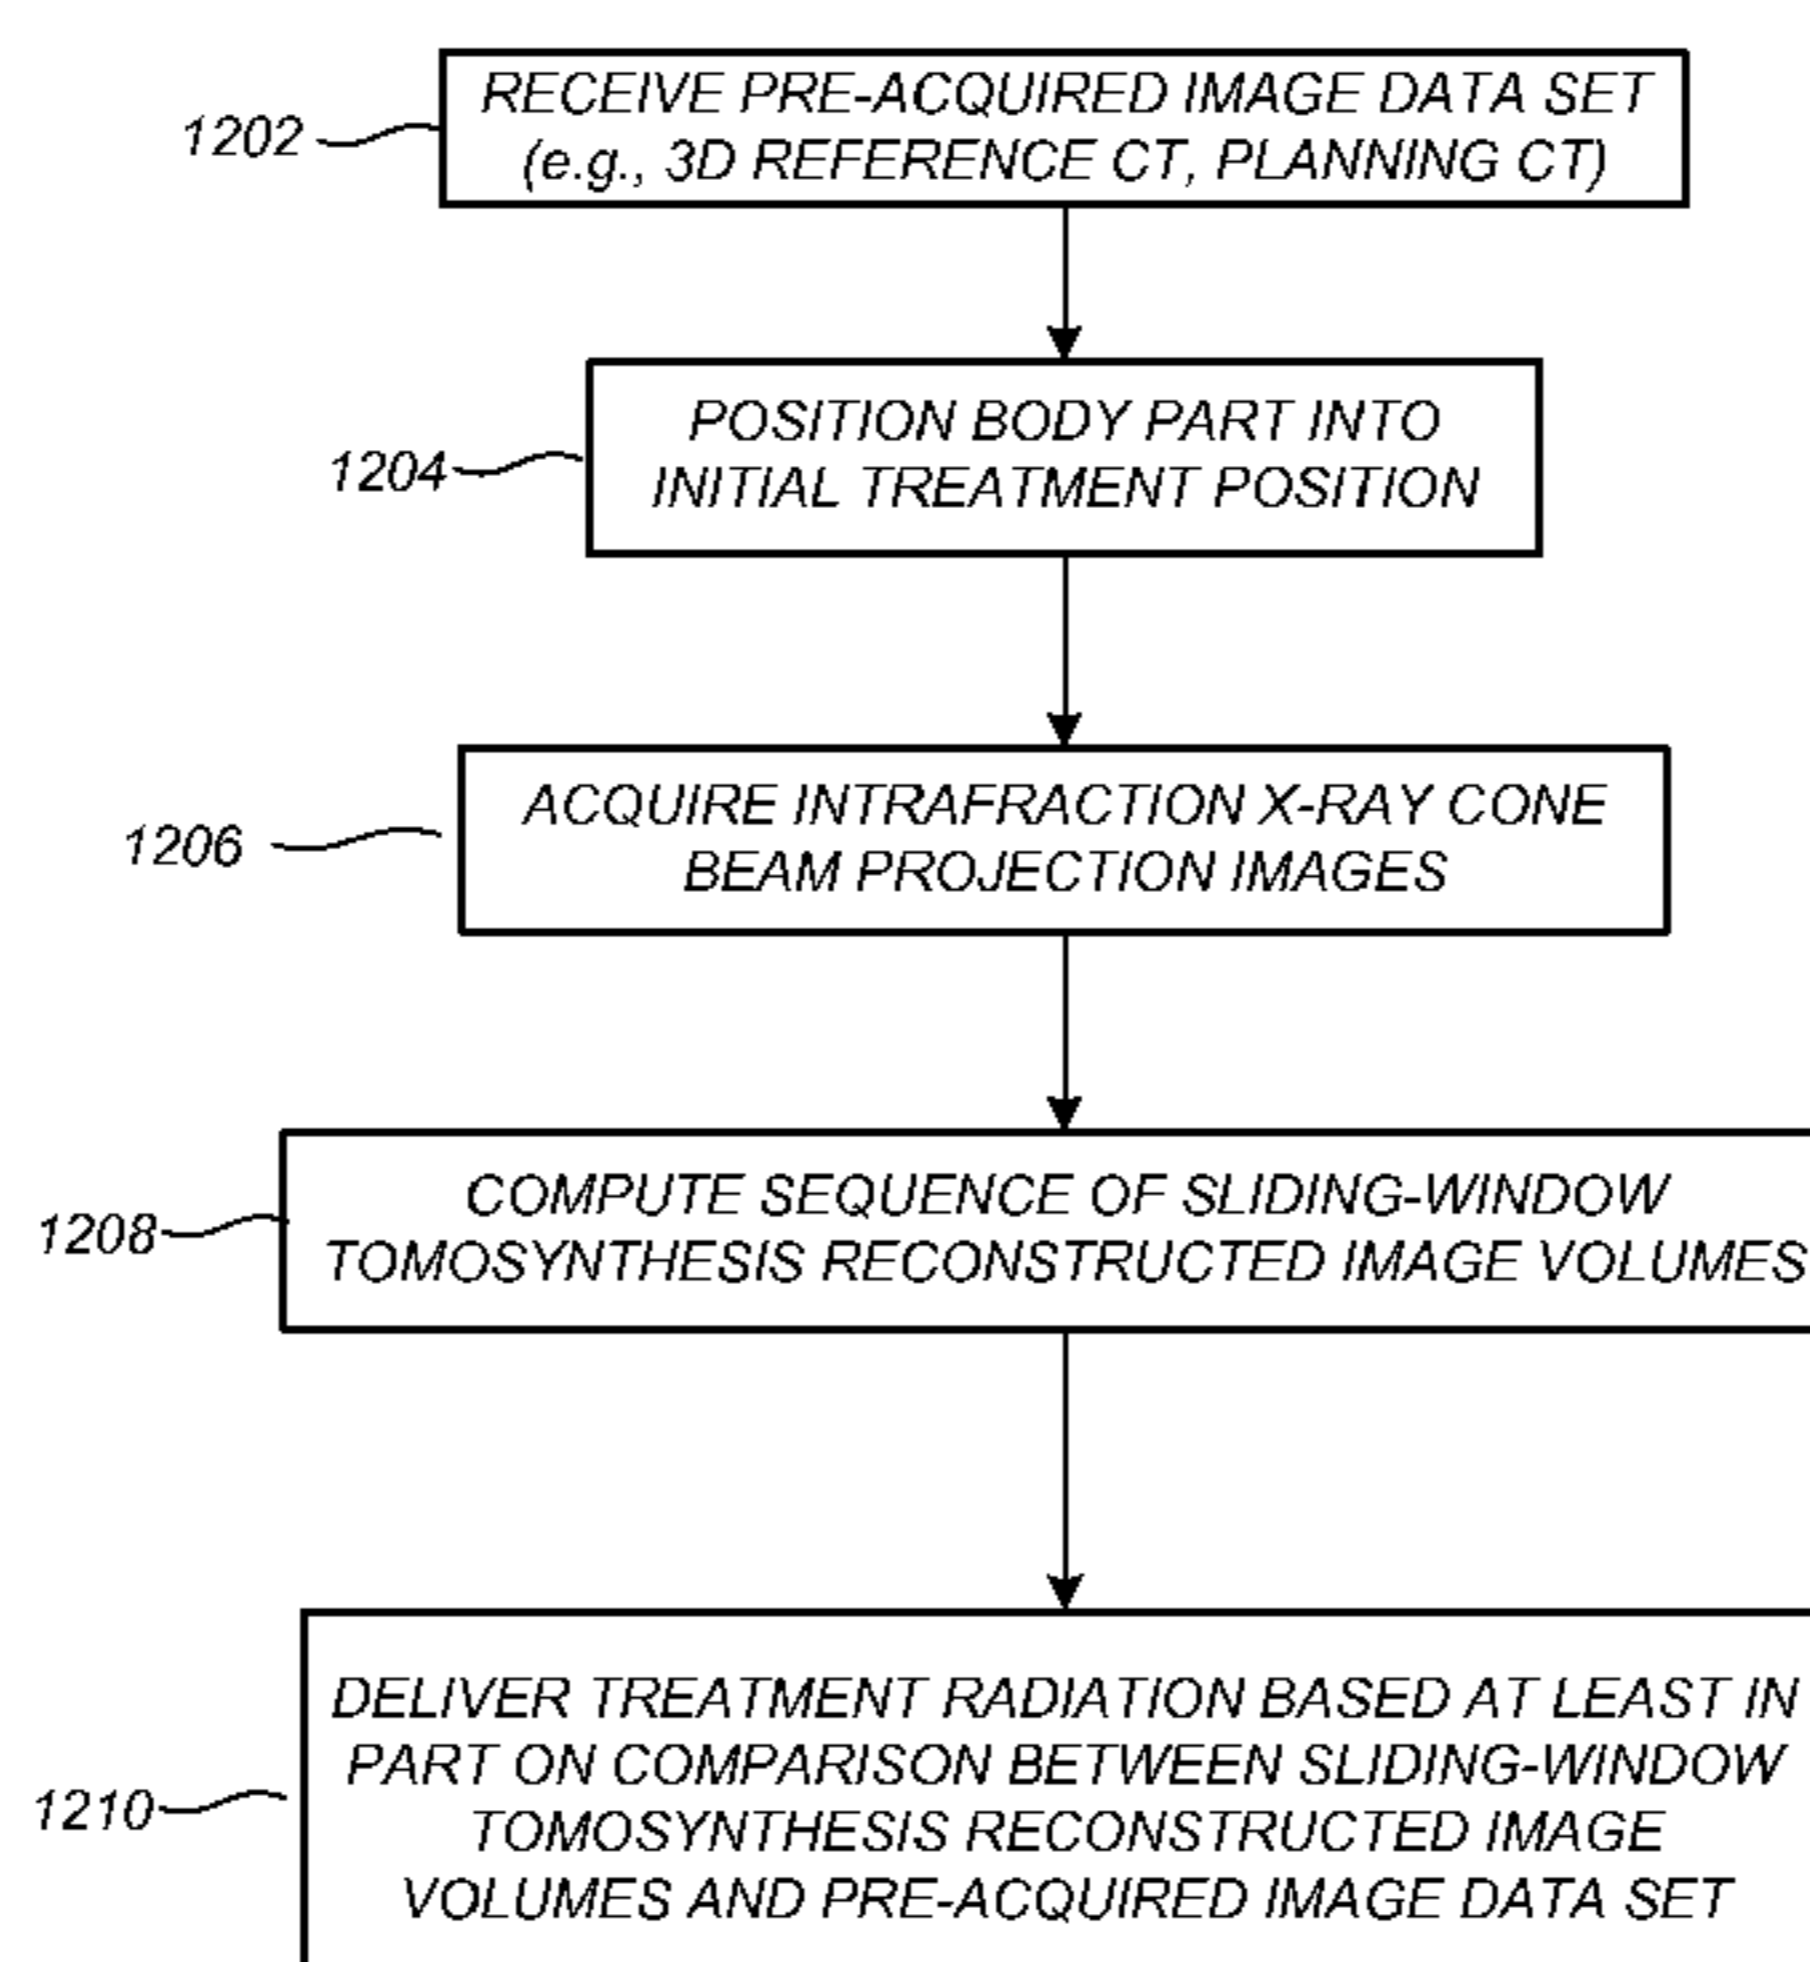 RECEIVE PRE-ACQUIRED IMAGE DATA SET
(e.g., 3D REFERENCE CT, PLANNING CT)
1202
POSITION BODY PART INTO
INITIAL TREATMENT POSITION
1204
ACQUIRE INTRAFRACTION X-RAY CONE
BEAM PROJECTION IMAGES
1206
COMPUTE SEQUENCE OF SLIDING-WINDOW
TOMOSYNTHESIS RECONSTRUCTED IMAGE VOLUMES
1208
DELIVER TREATMENT RADIATION BASED AT LEAST IN
PART ON COMPARISON BETWEEN SLIDING-WINDOW
TOMOSYNTHESIS RECONSTRUCTED IMAGE
VOLUMES AND PRE-ACQUIRED IMAGE DATA SET
1210